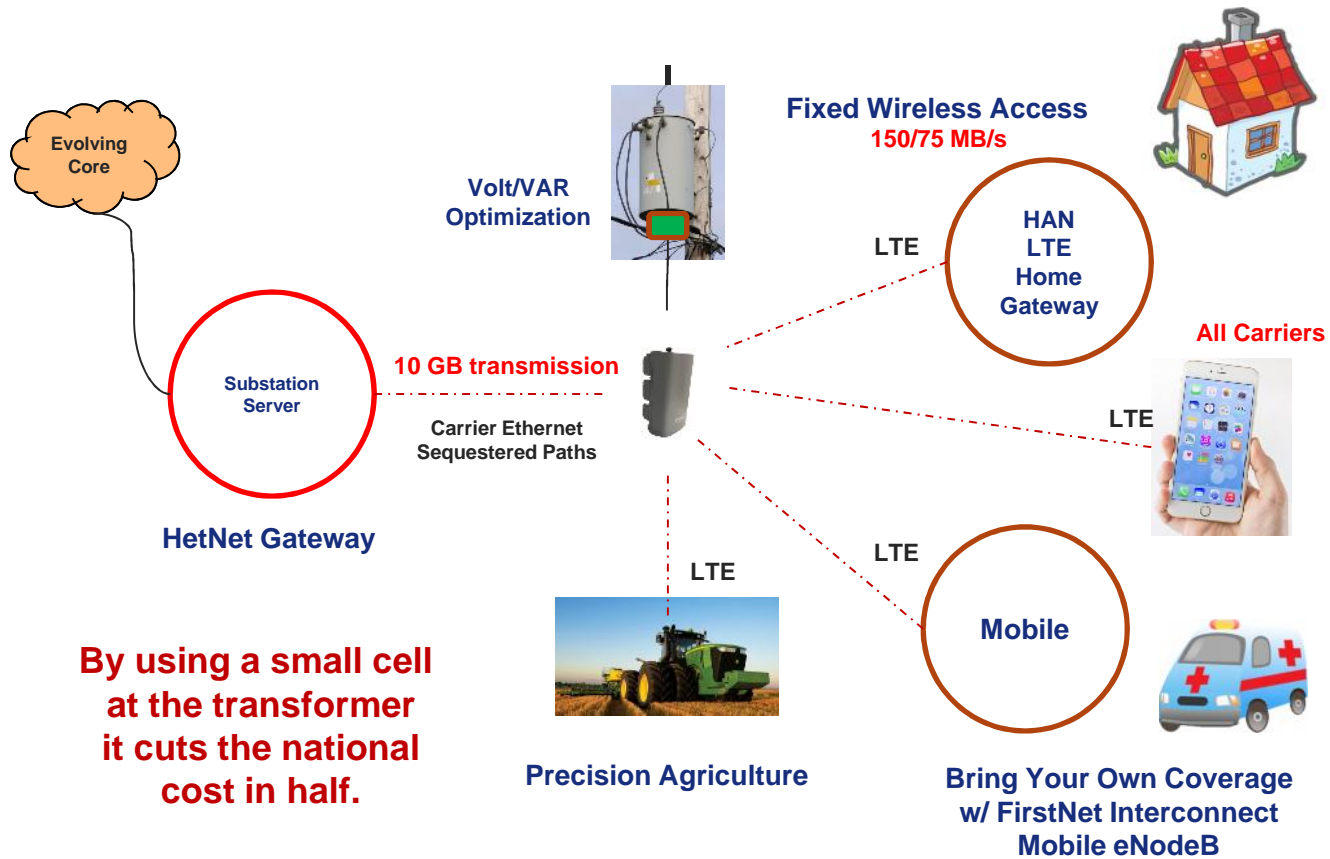 Evolving
Core
Volt/VAR
Optimization
Fixed Wireless Access
150/75 MB/s
LTE
HAN
LTE
Home
Gateway
All Carriers
Substation
Server
10 GB transmission
Carrier Ethernet
Sequestered Paths
LTE
HetNet Gateway
LTE
LTE
Mobile
By using a small cell
at the transformer
it cuts the national
cost in half.
Precision Agriculture
Bring Your Own Coverage
w/ FirstNet Interconnect
Mobile eNodeB